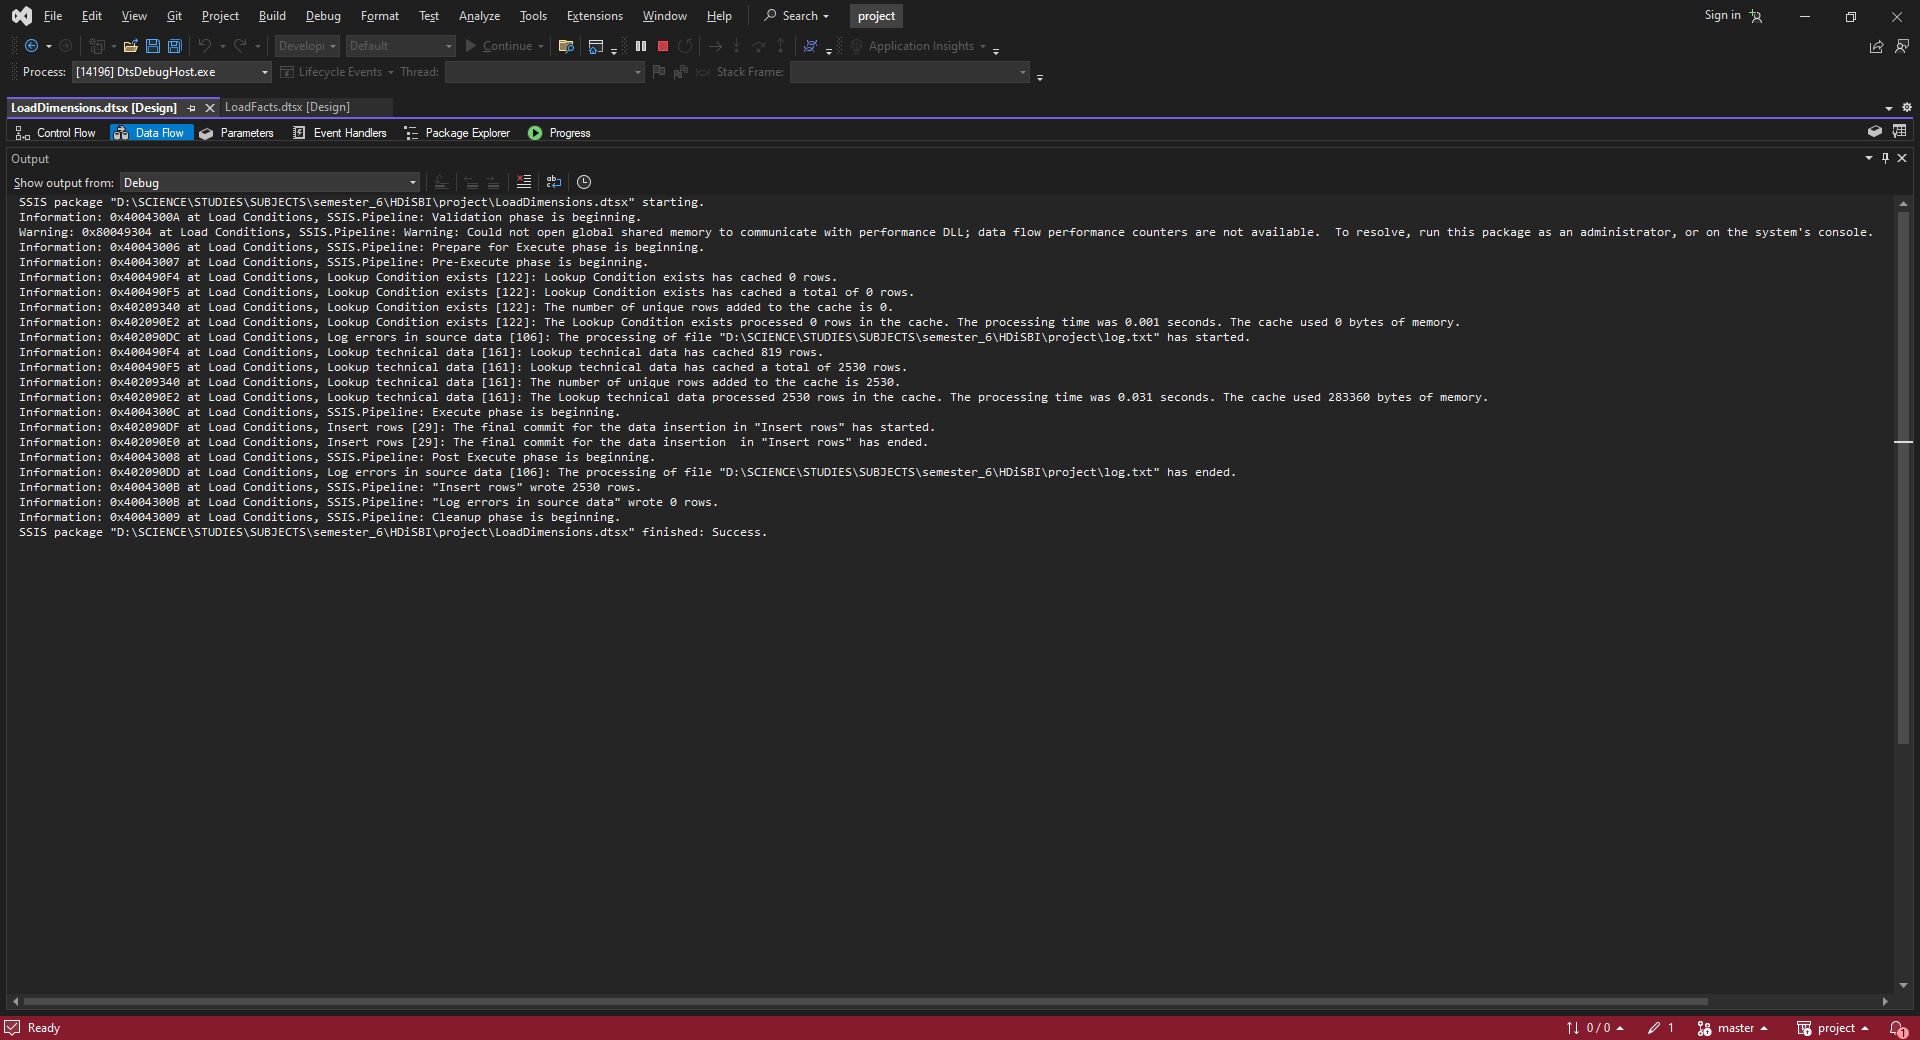 File Edit View Git Project Build Debug Format Test Analyze Tools Extensions Window Help Search project Sign in
Developi Default Continue Application Insights
Process: [14196] DtsDebugHost.exe Lifecycle Events Thread: Stack Frame:
LoadDimensions.dtsx [Design] LoadFacts.dtsx [Design]
Control Flow Data Flow Parameters Event Handlers Package Explorer Progress
Output
Show output from: Debug
SSIS package "D:\SCIENCE\STUDIES\SUBJECTS\semester_6\HDiSBI\project\LoadDimensions.dtsx" starting.
Information: 0x4004300A at Load Conditions, SSIS.Pipeline: Validation phase is beginning.
Warning: 0x80049304 at Load Conditions, SSIS.Pipeline: Warning: Could not open global shared memory to communicate with performance DLL; data flow performance counters are not available.  To resolve, run this package as an administrator, or on the system's console.
Information: 0x40043006 at Load Conditions, SSIS.Pipeline: Prepare for Execute phase is beginning.
Information: 0x40043007 at Load Conditions, SSIS.Pipeline: Pre-Execute phase is beginning.
Information: 0x400490F4 at Load Conditions, Lookup Condition exists [122]: Lookup Condition exists has cached 0 rows.
Information: 0x400490F5 at Load Conditions, Lookup Condition exists [122]: Lookup Condition exists has cached a total of 0 rows.
Information: 0x40209340 at Load Conditions, Lookup Condition exists [122]: The number of unique rows added to the cache is 0.
Information: 0x402090E2 at Load Conditions, Lookup Condition exists [122]: The Lookup Condition exists processed 0 rows in the cache. The processing time was 0.001 seconds. The cache used 0 bytes of memory.
Information: 0x402090DC at Load Conditions, Log errors in source data [106]: The processing of file "D:\SCIENCE\STUDIES\SUBJECTS\semester_6\HDiSBI\project\log.txt" has started.
Information: 0x400490F4 at Load Conditions, Lookup technical data [161]: Lookup technical data has cached 819 rows.
Information: 0x400490F5 at Load Conditions, Lookup technical data [161]: Lookup technical data has cached a total of 2530 rows.
Information: 0x40209340 at Load Conditions, Lookup technical data [161]: The number of unique rows added to the cache is 2530.
Information: 0x402090E2 at Load Conditions, Lookup technical data [161]: The Lookup technical data processed 2530 rows in the cache. The processing time was 0.031 seconds. The cache used 283360 bytes of memory.
Information: 0x4004300C at Load Conditions, SSIS.Pipeline: Execute phase is beginning.
Information: 0x402090DF at Load Conditions, Insert rows [29]: The final commit for the data insertion in "Insert rows" has started.
Information: 0x402090E0 at Load Conditions, Insert rows [29]: The final commit for the data insertion  in "Insert rows" has ended.
Information: 0x40043008 at Load Conditions, SSIS.Pipeline: Post Execute phase is beginning.
Information: 0x402090DD at Load Conditions, Log errors in source data [106]: The processing of file "D:\SCIENCE\STUDIES\SUBJECTS\semester_6\HDiSBI\project\log.txt" has ended.
Information: 0x4004300B at Load Conditions, SSIS.Pipeline: "Insert rows" wrote 2530 rows.
Information: 0x4004300B at Load Conditions, SSIS.Pipeline: "Log errors in source data" wrote 0 rows.
Information: 0x40043009 at Load Conditions, SSIS.Pipeline: Cleanup phase is beginning.
SSIS package "D:\SCIENCE\STUDIES\SUBJECTS\semester_6\HDiSBI\project\LoadDimensions.dtsx" finished: Success.
Ready 0 / 0 1 master project 1